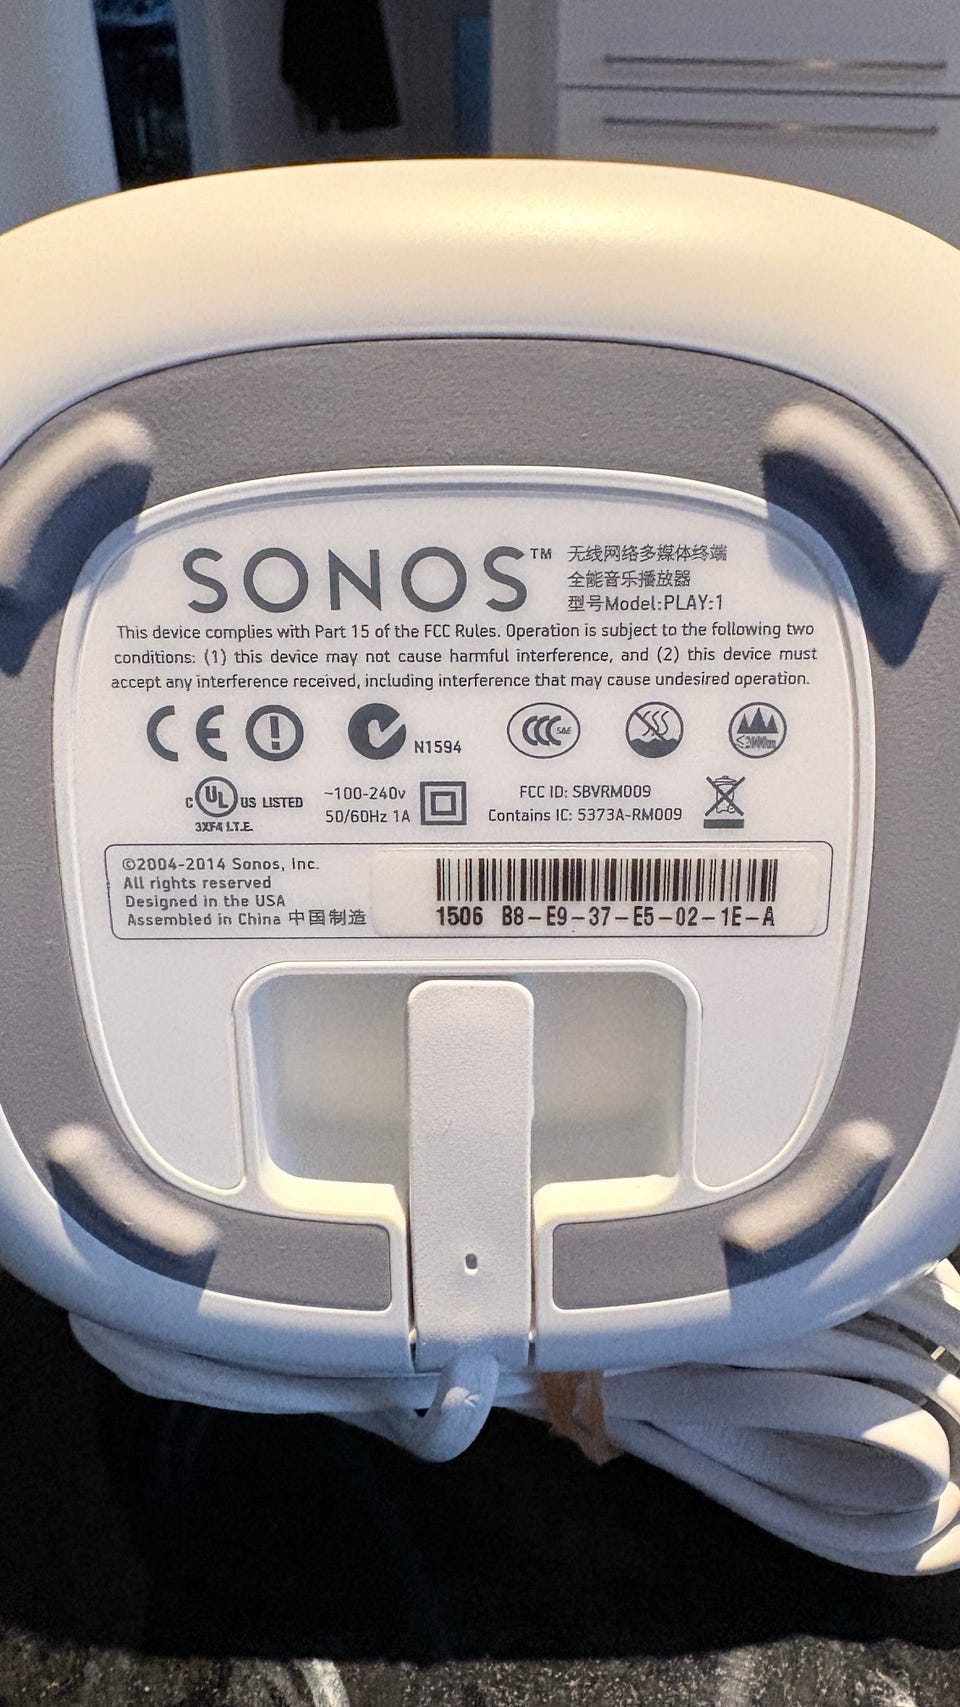 SONOS™
无线网络多媒体终端
全能音乐播放器
型号Model:PLAY:1
This device complies with Part 15 of the FCC Rules. Operation is subject to the following two
conditions: (1) this device may not cause harmful interference, and (2) this device must
accept any interference received, including interference that may cause undesired operation.
CE N1594 CCC S&E ≤2000m
C UL US LISTED
3XF4 I.T.E.
~100-240v
50/60Hz 1A
FCC ID: SBVRM009
Contains IC: 5373A-RM009
©2004-2014 Sonos, Inc.
All rights reserved
Designed in the USA
Assembled in China 中国制造
1506 B8-E9-37-E5-02-1E-A